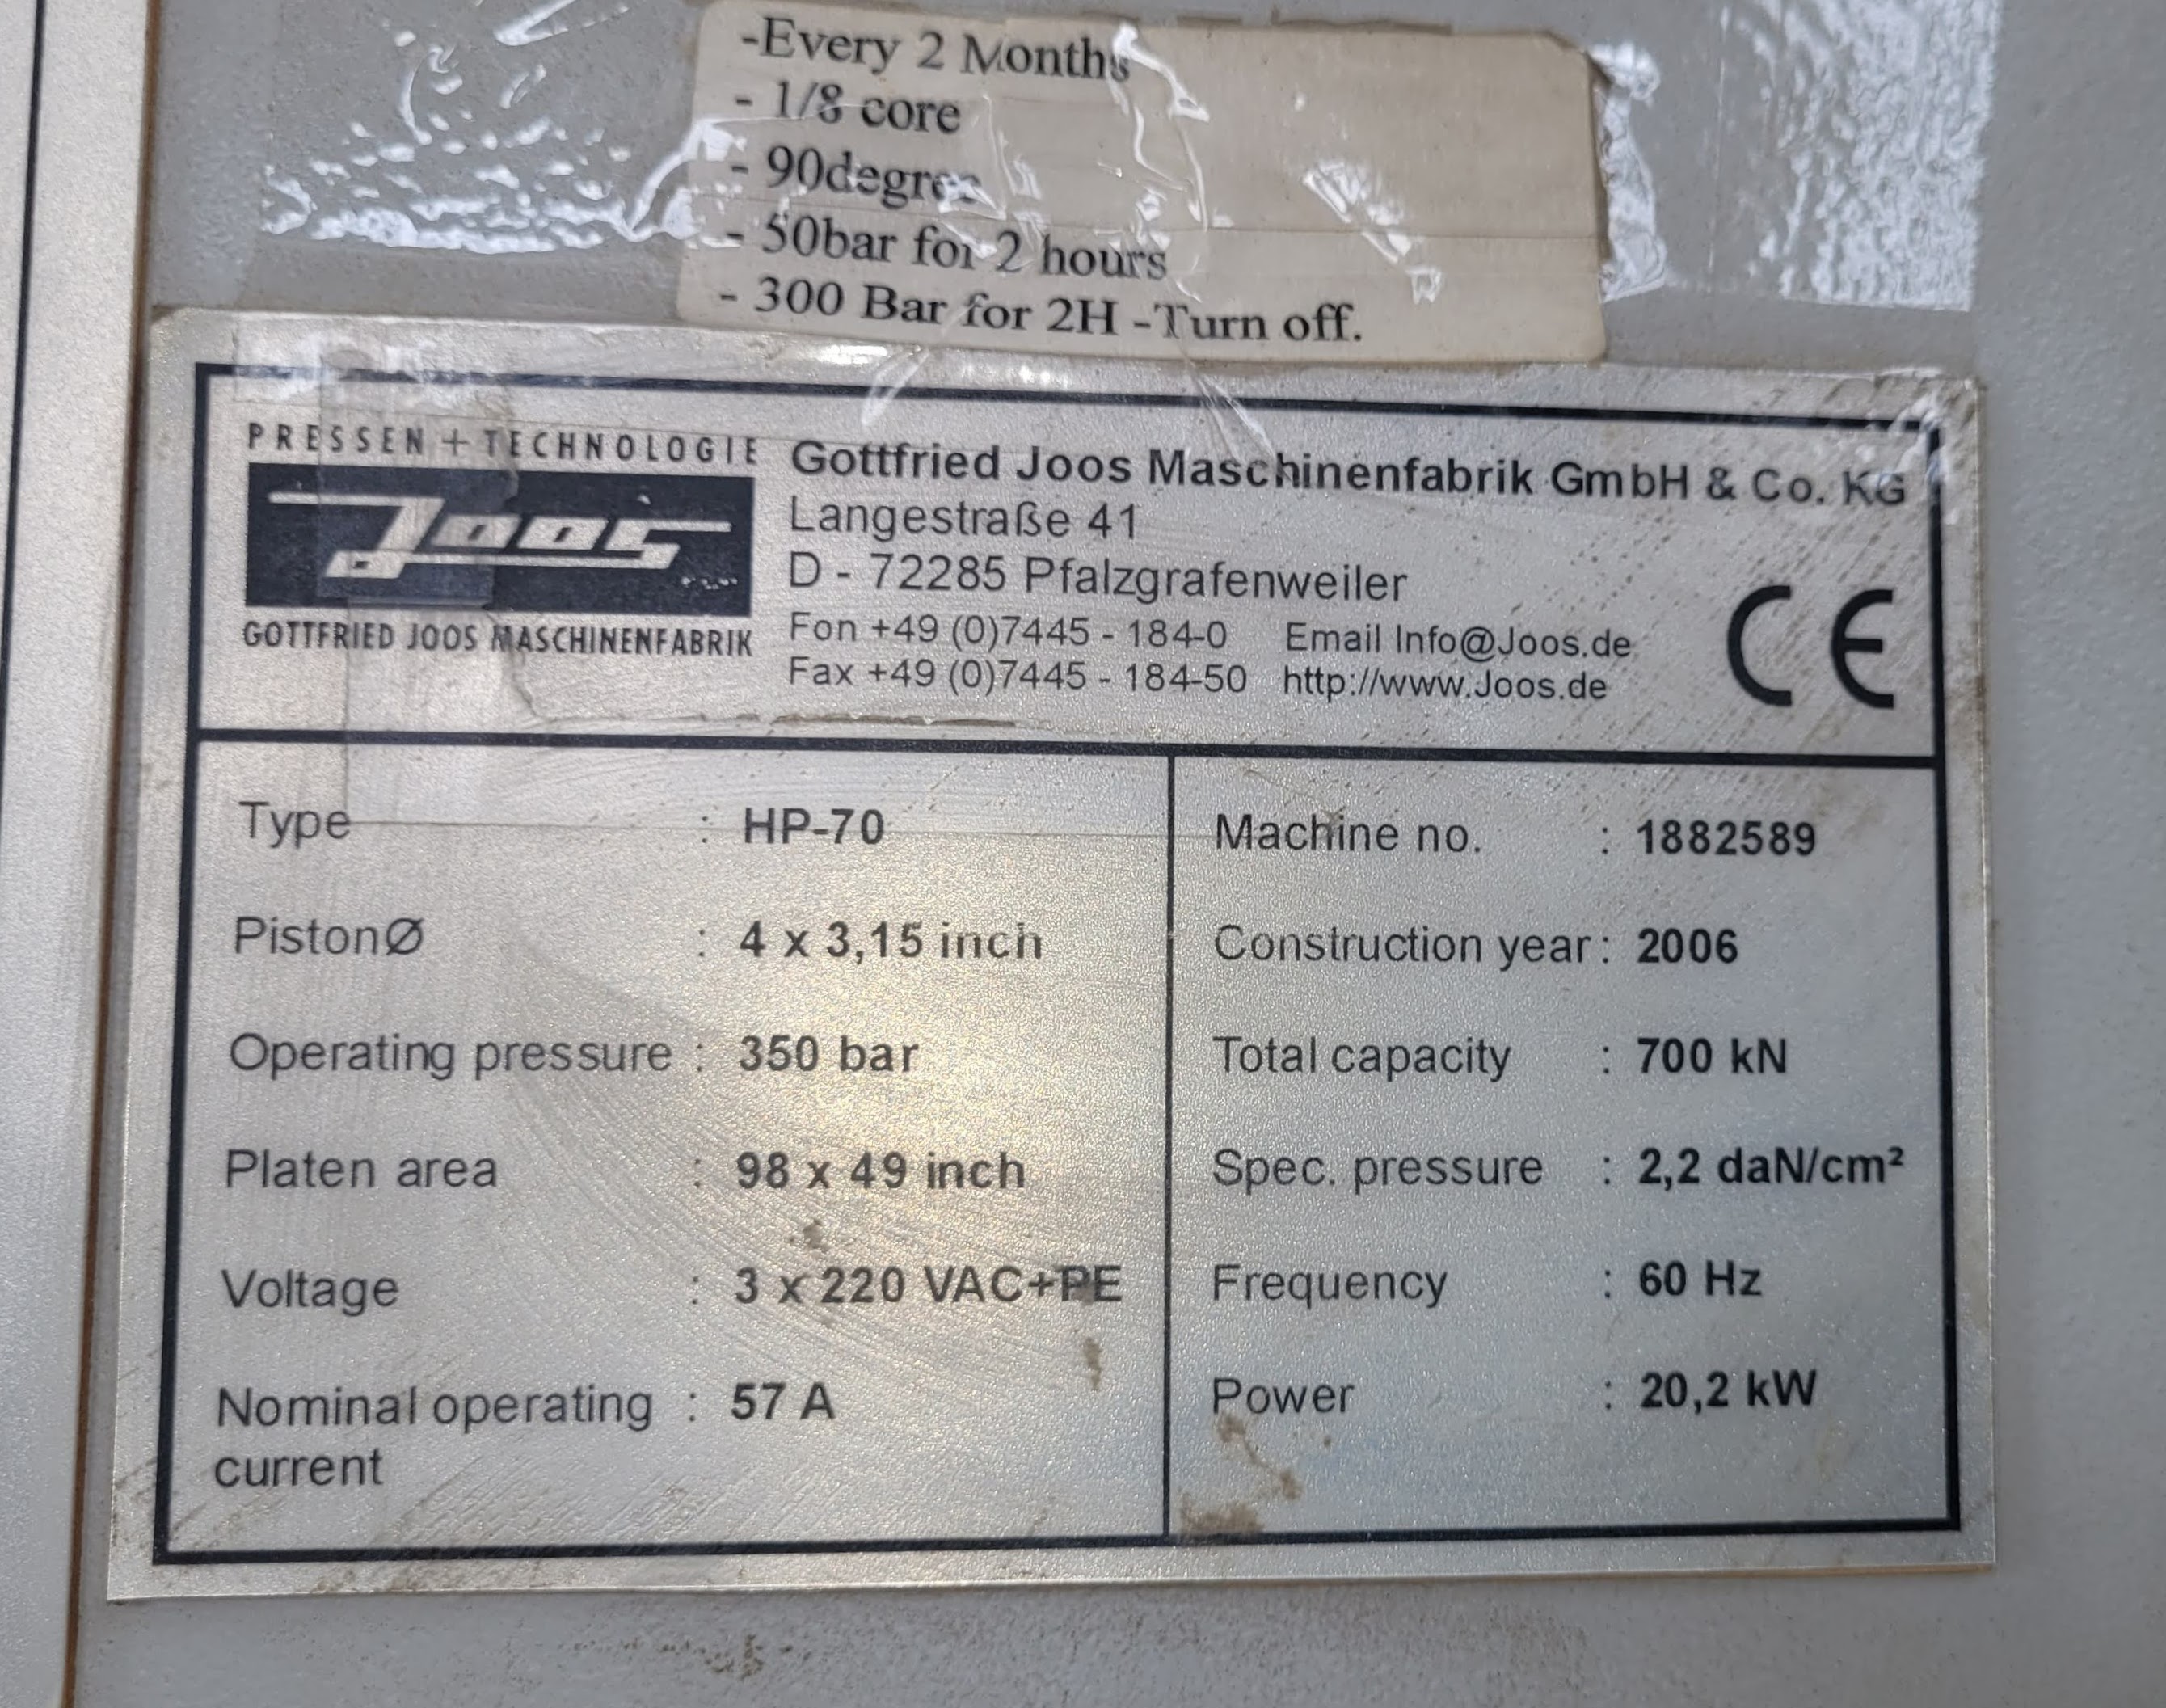 -Every 2 Months
- 1/8 core
- 90degree
- 50bar for 2 hours
- 300 Bar for 2H -Turn off.
PRESSEN + TECHNOLOGIE
Joos
GOTTFRIED JOOS MASCHINENFABRIK
Gottfried Joos Maschinenfabrik GmbH & Co. KG
Langestraße 41
D - 72285 Pfalzgrafenweiler
Fon +49 (0)7445 - 184-0 Email Info@Joos.de
Fax +49 (0)7445 - 184-50 http://www.Joos.de
CE
Type : HP-70
PistonØ : 4 x 3,15 inch
Operating pressure : 350 bar
Platen area : 98 x 49 inch
Voltage : 3 x 220 VAC+PE
Nominal operating : 57 A
current
Machine no. : 1882589
Construction year : 2006
Total capacity : 700 kN
Spec. pressure : 2,2 daN/cm²
Frequency : 60 Hz
Power : 20,2 kW